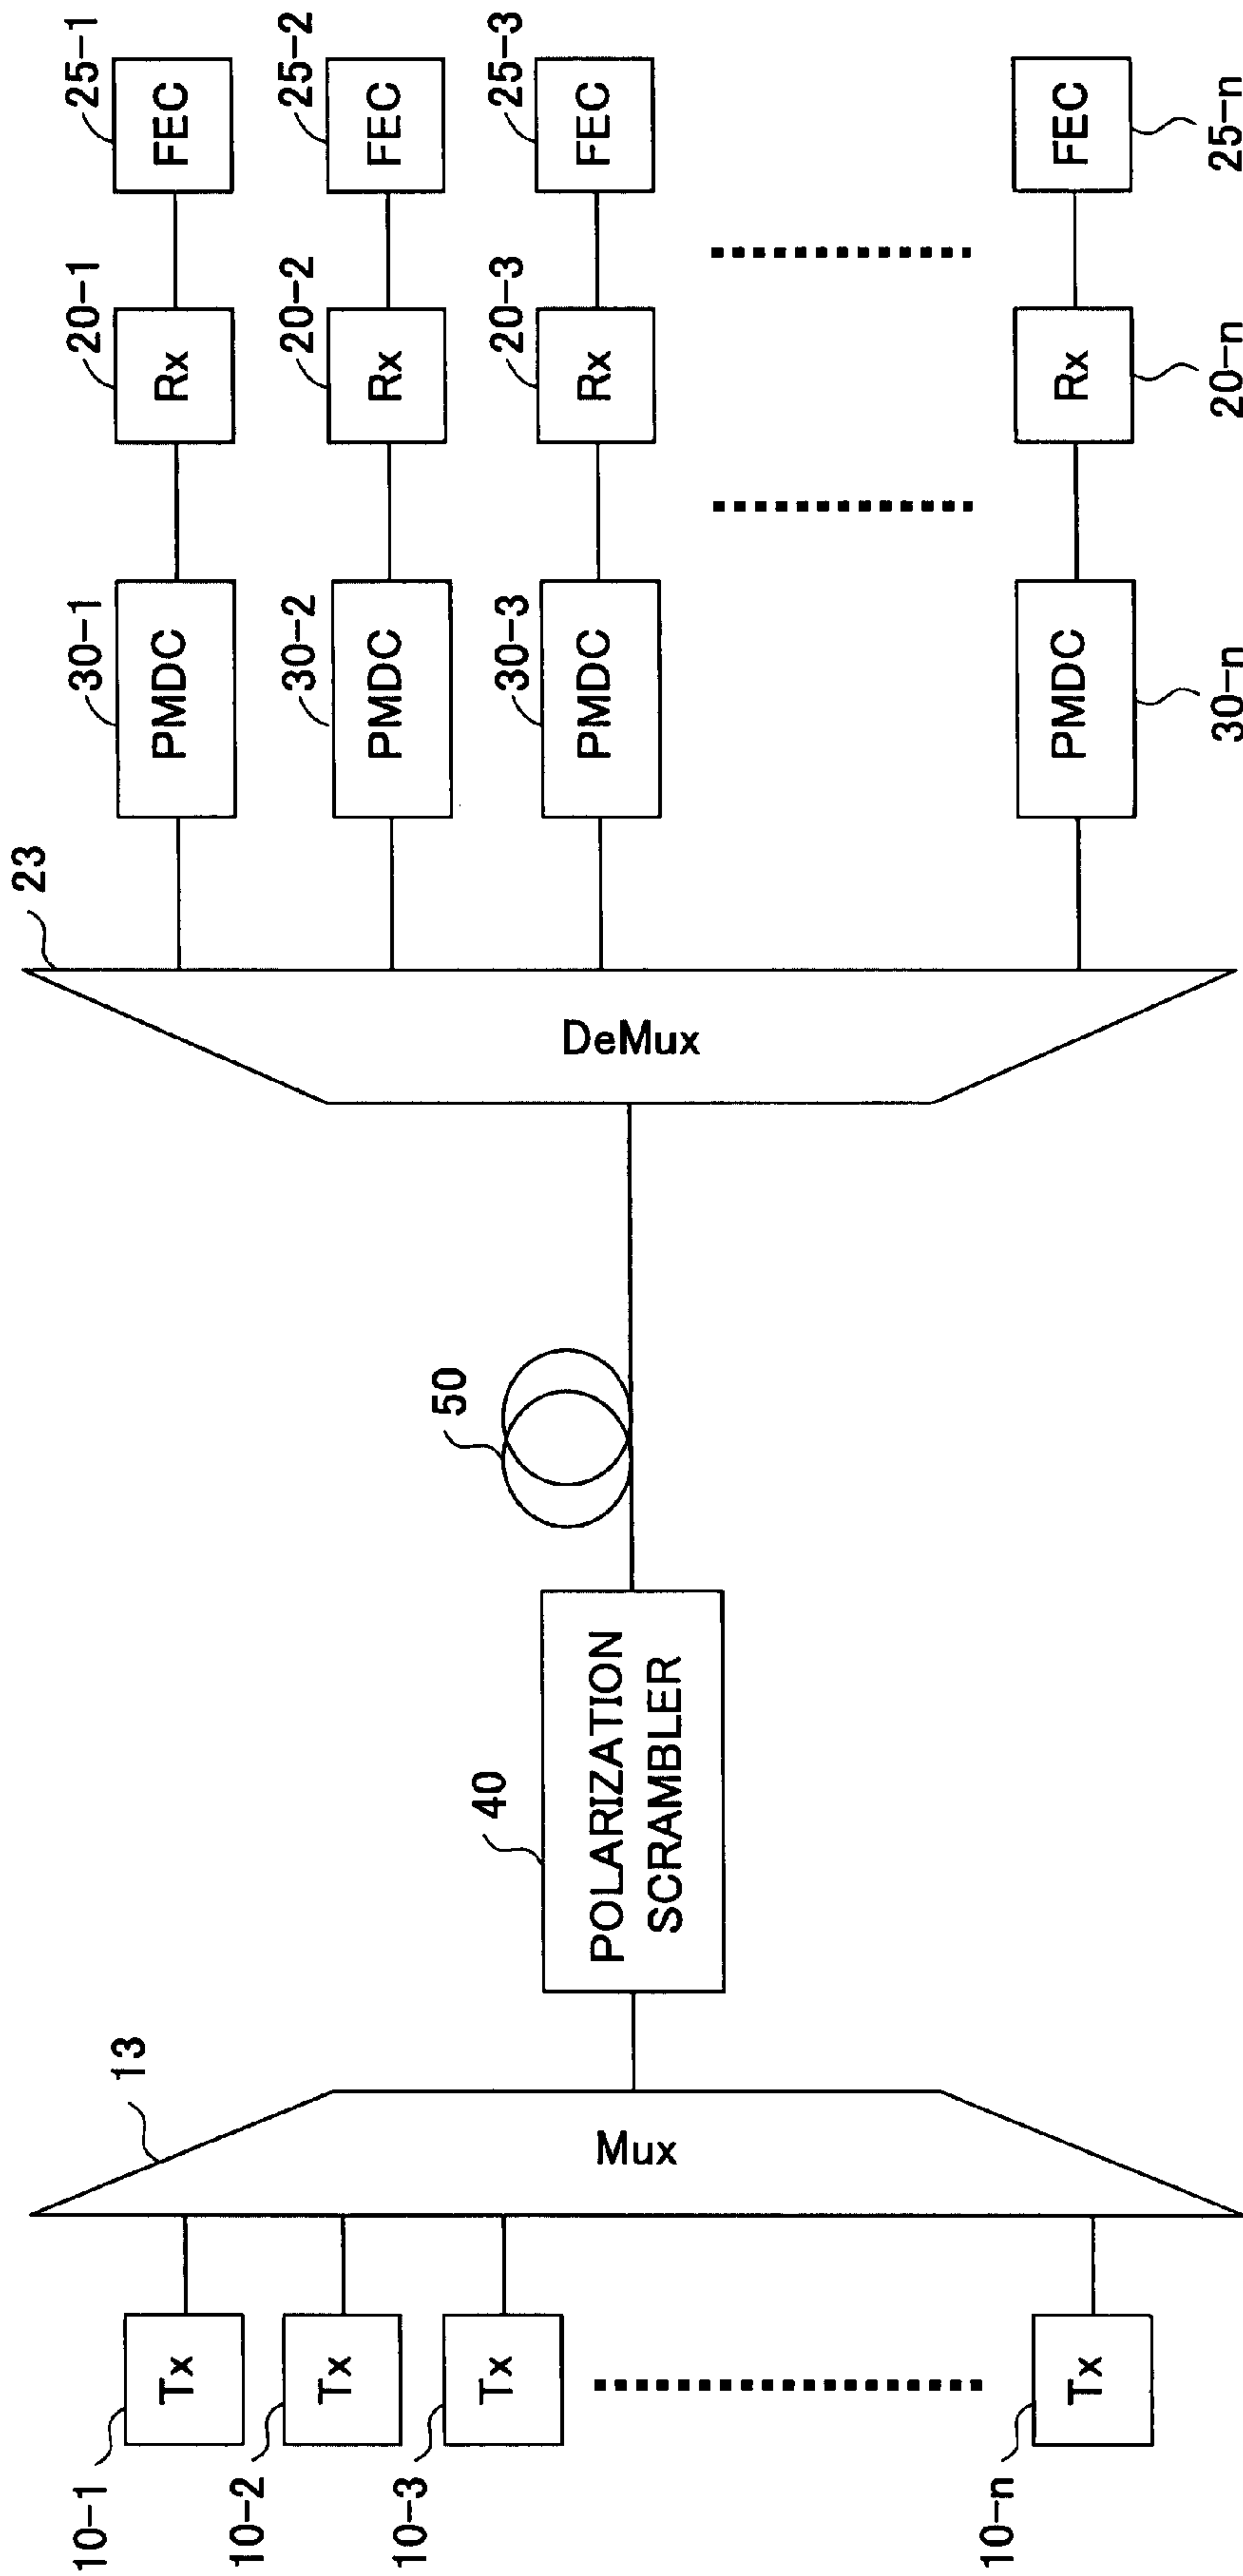 10-1
Tx
10-2
Tx
10-3
Tx
10-n
Tx
13
Mux
40
POLARIZATION
SCRAMBLER
50
23
DeMux
30-1
PMDC
20-1
Rx
25-1
FEC
30-2
PMDC
20-2
Rx
25-2
FEC
30-3
PMDC
20-3
Rx
25-3
FEC
PMDC
30-n
Rx
20-n
FEC
25-n